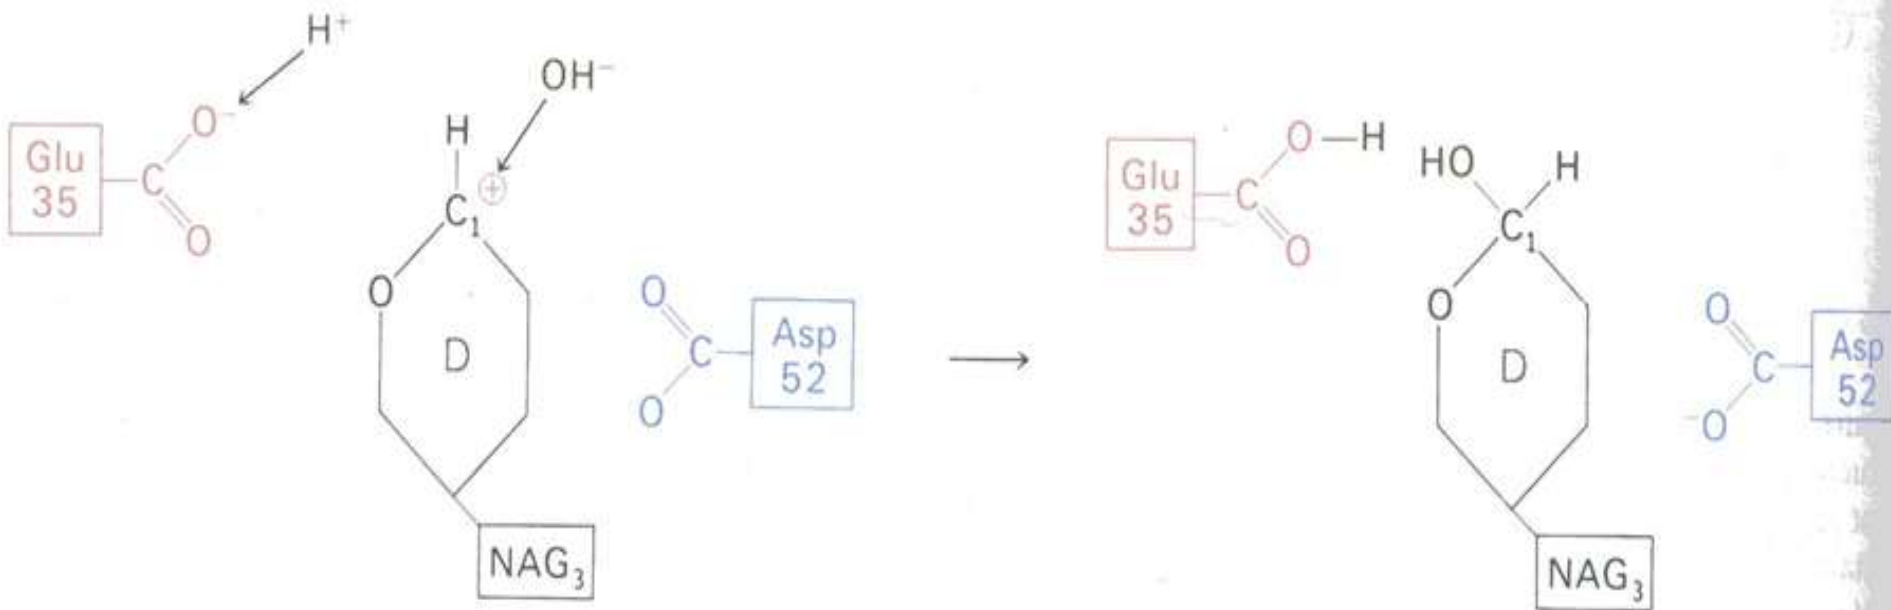 H⁺
OH⁻
O⁻
H
Glu
35
C
⊕
C₁
O
O
O
D
C
Asp
52
O
NAG₃
O
H
HO
H
Glu
35
C
C₁
O
O
O
D
C
Asp
52
⁻O
NAG₃